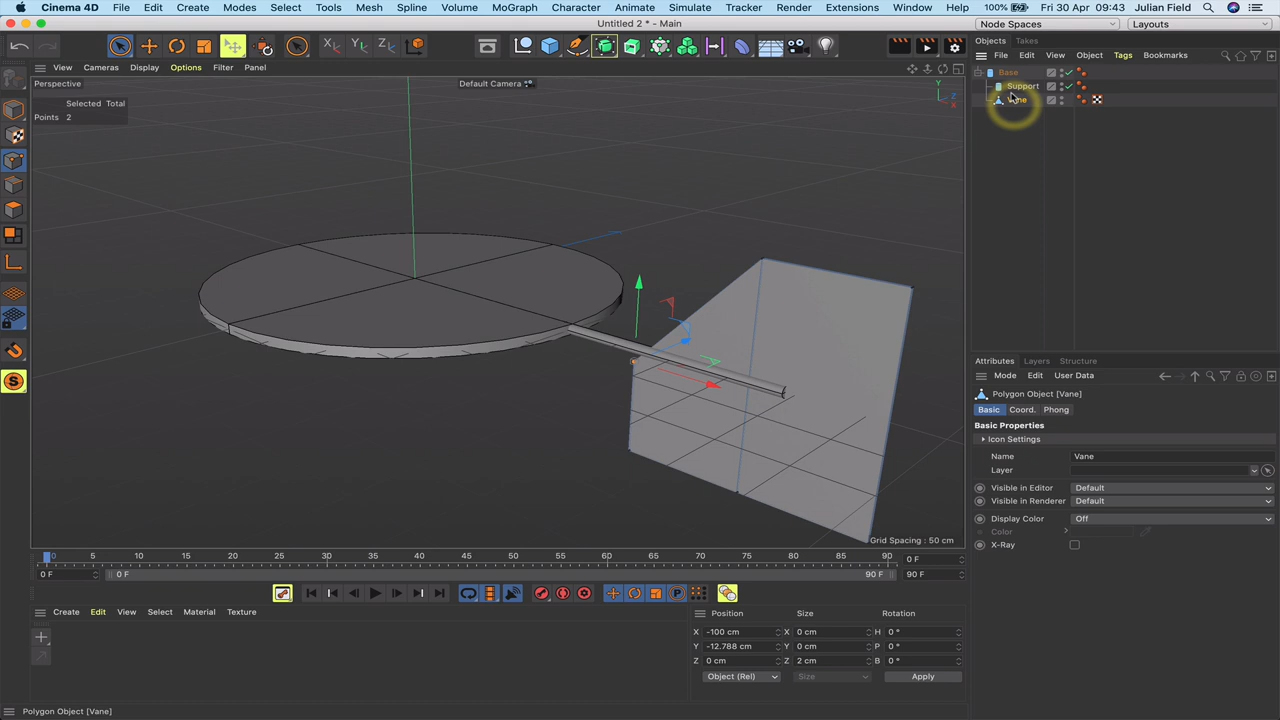 Cinema 4D File Edit Create Modes Select Tools Mesh Spline Volume MoGraph Character Animate Simulate Tracker Render Extensions Window Help 100% Fri 30 Apr 09:43 Julian Field
Untitled 2 * - Main
Node Spaces Layouts
Objects Takes
File Edit View Object Tags Bookmarks
View Cameras Display Options Filter Panel
Perspective
Default Camera
Selected Total
Points 2
Y
X
Z
Base
Support
Vane
Grid Spacing : 50 cm
Attributes Layers Structure
Mode Edit User Data
Polygon Object [Vane]
Basic Coord. Phong
Basic Properties
Icon Settings
Name Vane
Layer
Visible in Editor Default
Visible in Renderer Default
Display Color Off
Color
X-Ray
0 5 10 15 20 25 30 35 40 45 50 55 60 65 70 75 80 85 90
0 F
0 F 0 F 90 F 90 F
Create Edit View Select Material Texture
Position Size Rotation
X -100 cm X 0 cm H 0 °
Y -12.788 cm Y 0 cm P 0 °
Z 0 cm Z 2 cm B 0 °
Object (Rel) Size Apply
Polygon Object [Vane]